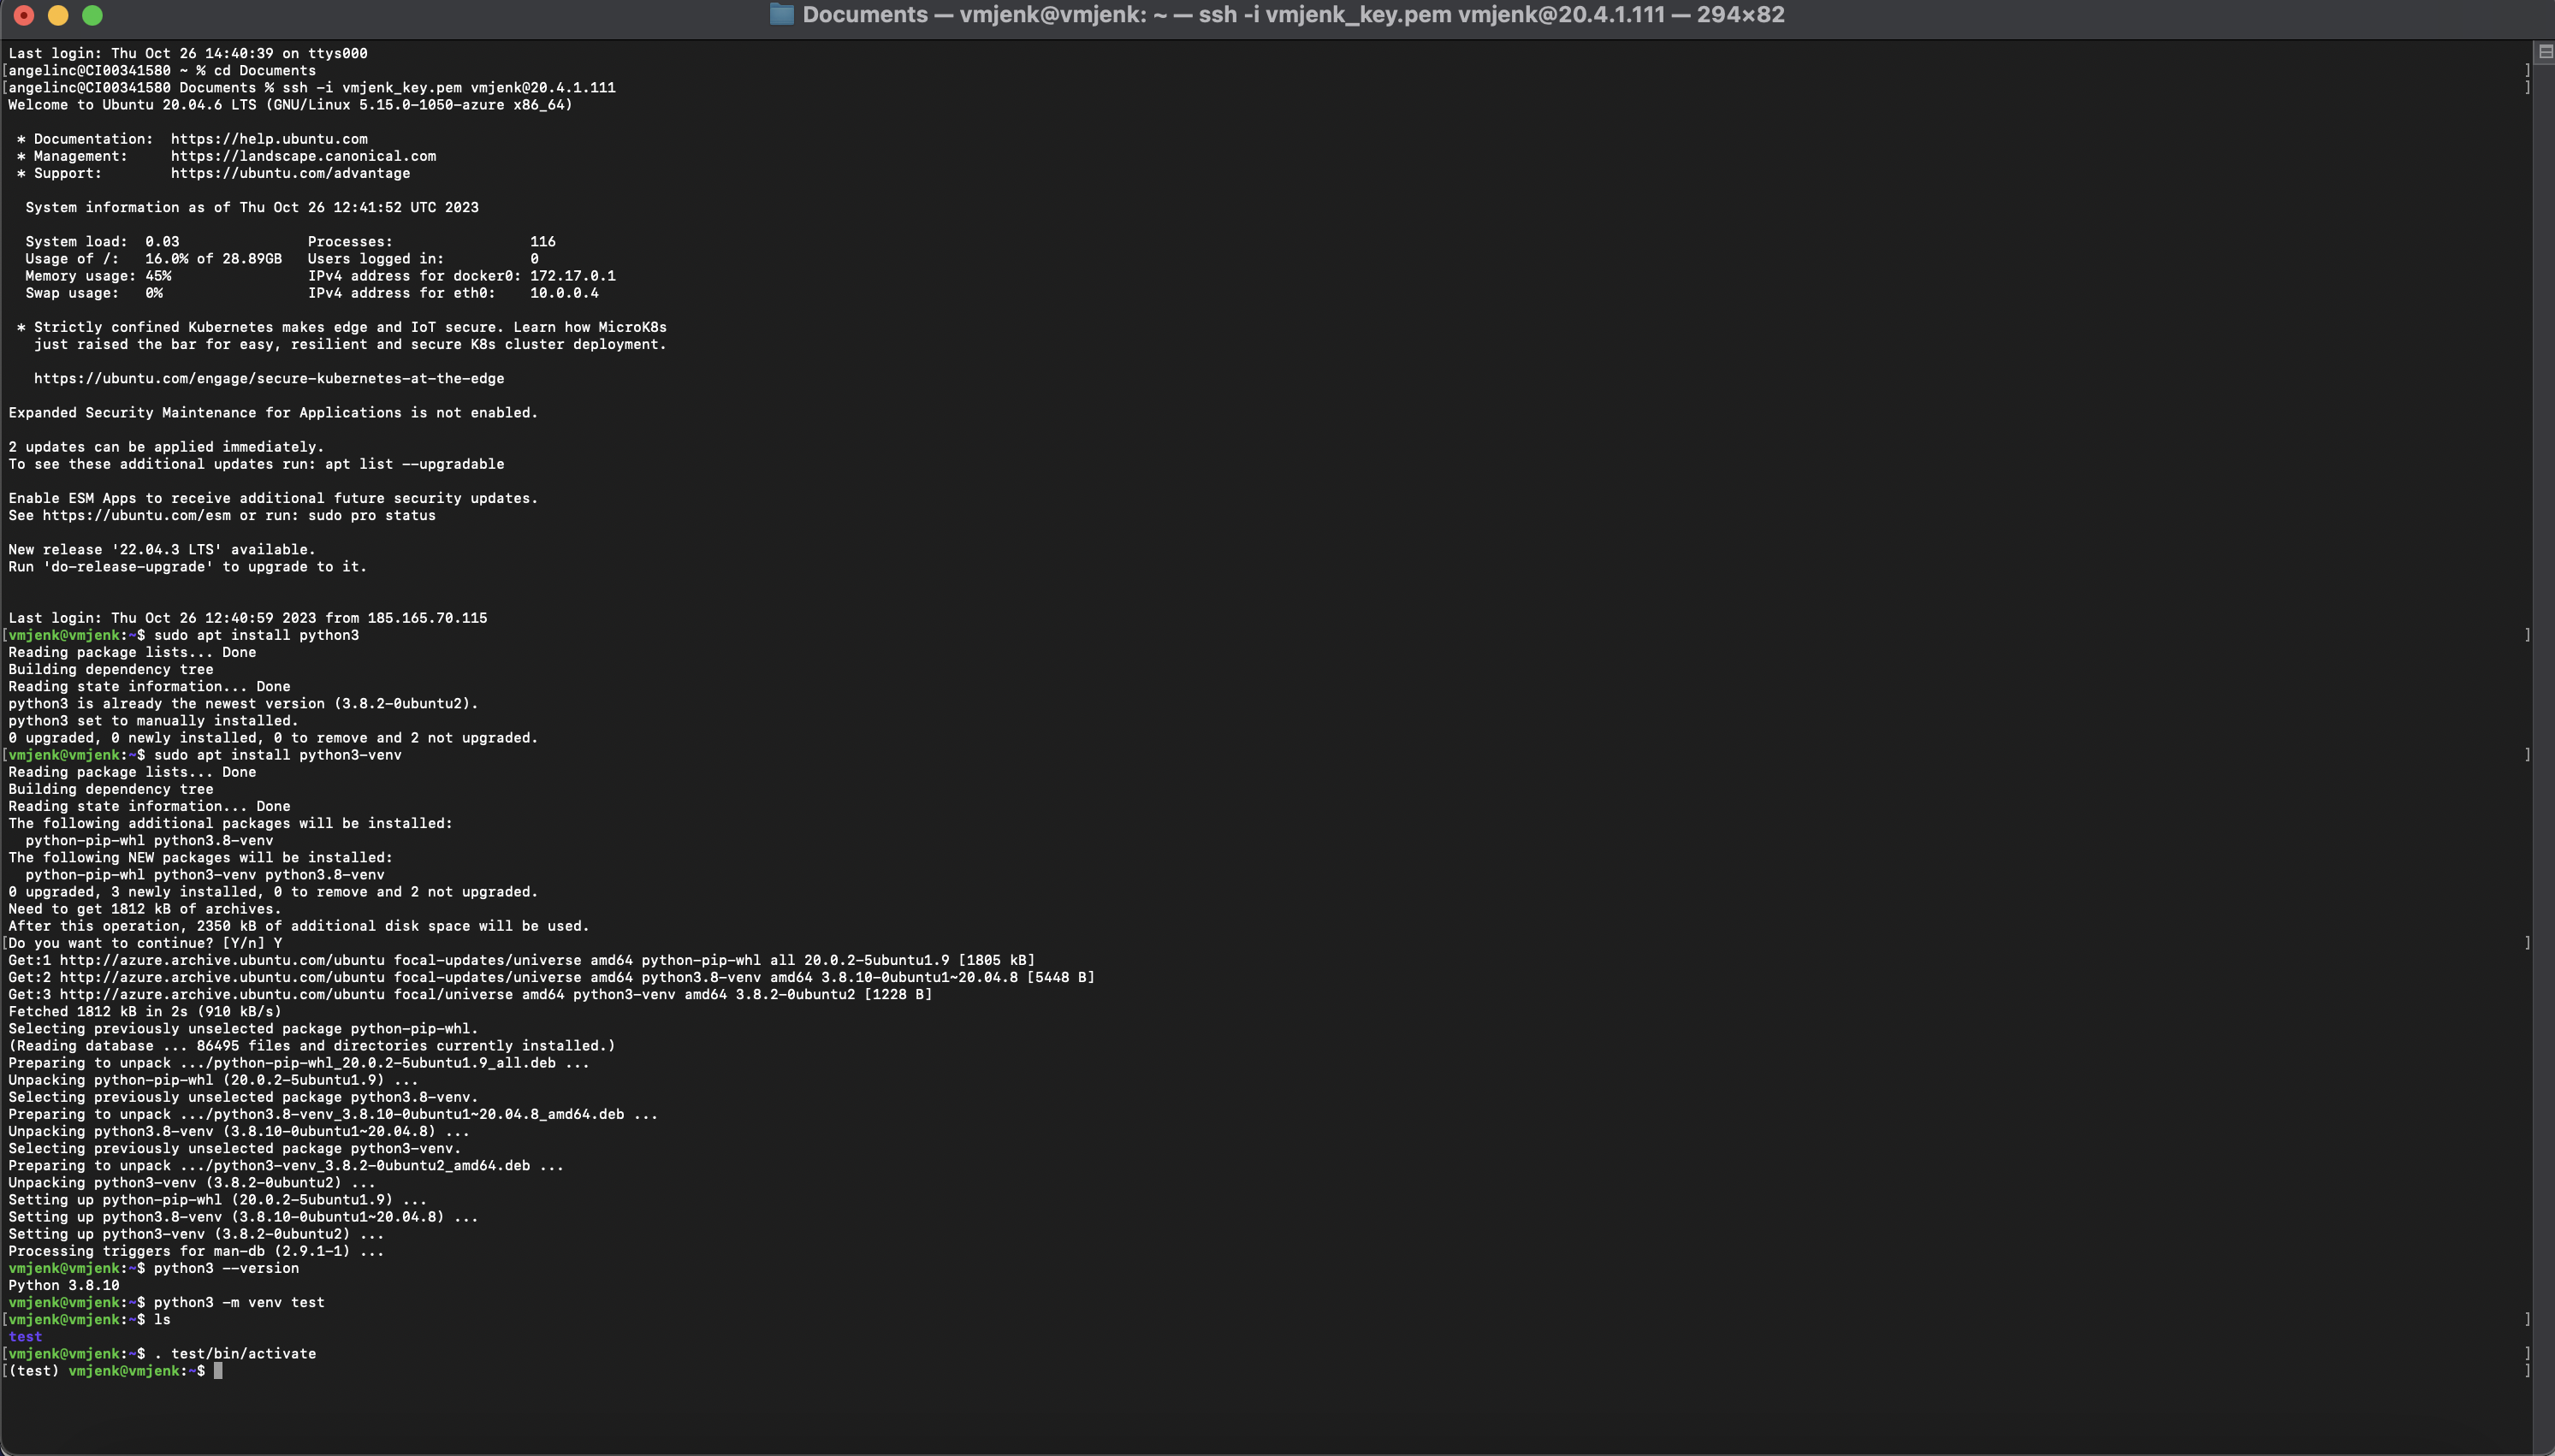 Documents — vmjenk@vmjenk: ~ — ssh -i vmjenk_key.pem vmjenk@20.4.1.111 — 294×82
Last login: Thu Oct 26 14:40:39 on ttys000
[angelinc@CI00341580 ~ % cd Documents ]
[angelinc@CI00341580 Documents % ssh -i vmjenk_key.pem vmjenk@20.4.1.111 ]
Welcome to Ubuntu 20.04.6 LTS (GNU/Linux 5.15.0-1050-azure x86_64)
* Documentation: https://help.ubuntu.com
* Management: https://landscape.canonical.com
* Support: https://ubuntu.com/advantage
System information as of Thu Oct 26 12:41:52 UTC 2023
System load: 0.03 Processes: 116
Usage of /: 16.0% of 28.89GB Users logged in: 0
Memory usage: 45% IPv4 address for docker0: 172.17.0.1
Swap usage: 0% IPv4 address for eth0: 10.0.0.4
* Strictly confined Kubernetes makes edge and IoT secure. Learn how MicroK8s
just raised the bar for easy, resilient and secure K8s cluster deployment.
https://ubuntu.com/engage/secure-kubernetes-at-the-edge
Expanded Security Maintenance for Applications is not enabled.
2 updates can be applied immediately.
To see these additional updates run: apt list --upgradable
Enable ESM Apps to receive additional future security updates.
See https://ubuntu.com/esm or run: sudo pro status
New release '22.04.3 LTS' available.
Run 'do-release-upgrade' to upgrade to it.
Last login: Thu Oct 26 12:40:59 2023 from 185.165.70.115
[vmjenk@vmjenk:~$ sudo apt install python3 ]
Reading package lists... Done
Building dependency tree
Reading state information... Done
python3 is already the newest version (3.8.2-0ubuntu2).
python3 set to manually installed.
0 upgraded, 0 newly installed, 0 to remove and 2 not upgraded.
[vmjenk@vmjenk:~$ sudo apt install python3-venv ]
Reading package lists... Done
Building dependency tree
Reading state information... Done
The following additional packages will be installed:
python-pip-whl python3.8-venv
The following NEW packages will be installed:
python-pip-whl python3-venv python3.8-venv
0 upgraded, 3 newly installed, 0 to remove and 2 not upgraded.
Need to get 1812 kB of archives.
After this operation, 2350 kB of additional disk space will be used.
[Do you want to continue? [Y/n] Y ]
Get:1 http://azure.archive.ubuntu.com/ubuntu focal-updates/universe amd64 python-pip-whl all 20.0.2-5ubuntu1.9 [1805 kB]
Get:2 http://azure.archive.ubuntu.com/ubuntu focal-updates/universe amd64 python3.8-venv amd64 3.8.10-0ubuntu1~20.04.8 [5448 B]
Get:3 http://azure.archive.ubuntu.com/ubuntu focal/universe amd64 python3-venv amd64 3.8.2-0ubuntu2 [1228 B]
Fetched 1812 kB in 2s (910 kB/s)
Selecting previously unselected package python-pip-whl.
(Reading database ... 86495 files and directories currently installed.)
Preparing to unpack .../python-pip-whl_20.0.2-5ubuntu1.9_all.deb ...
Unpacking python-pip-whl (20.0.2-5ubuntu1.9) ...
Selecting previously unselected package python3.8-venv.
Preparing to unpack .../python3.8-venv_3.8.10-0ubuntu1~20.04.8_amd64.deb ...
Unpacking python3.8-venv (3.8.10-0ubuntu1~20.04.8) ...
Selecting previously unselected package python3-venv.
Preparing to unpack .../python3-venv_3.8.2-0ubuntu2_amd64.deb ...
Unpacking python3-venv (3.8.2-0ubuntu2) ...
Setting up python-pip-whl (20.0.2-5ubuntu1.9) ...
Setting up python3.8-venv (3.8.10-0ubuntu1~20.04.8) ...
Setting up python3-venv (3.8.2-0ubuntu2) ...
Processing triggers for man-db (2.9.1-1) ...
vmjenk@vmjenk:~$ python3 --version
Python 3.8.10
vmjenk@vmjenk:~$ python3 -m venv test
[vmjenk@vmjenk:~$ ls ]
test
[vmjenk@vmjenk:~$ . test/bin/activate ]
[(test) vmjenk@vmjenk:~$ ]